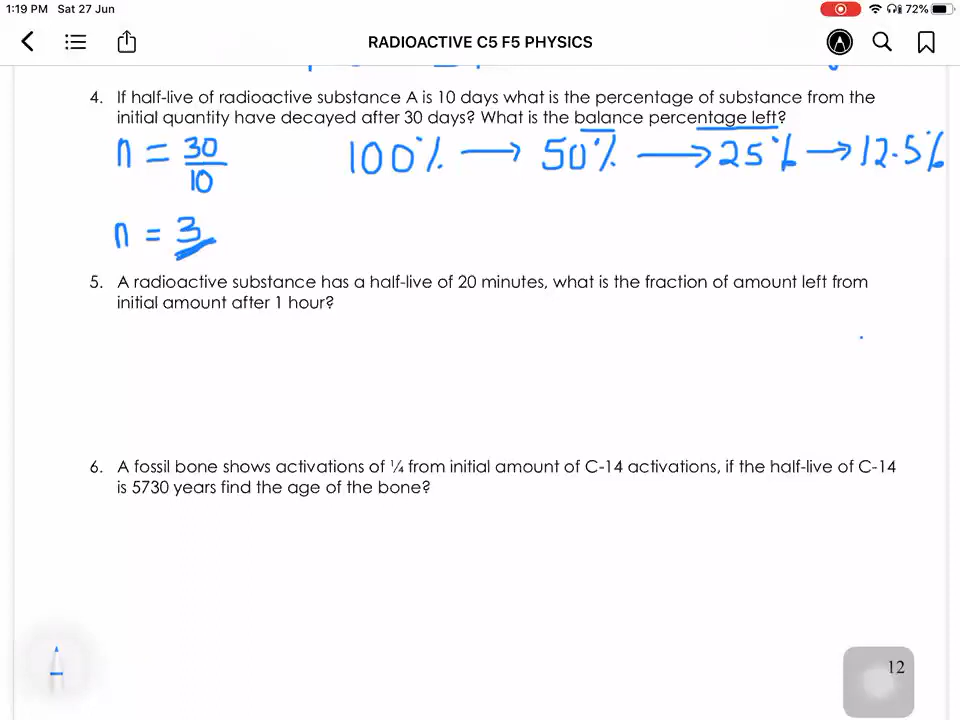 1:19 PM Sat 27 Jun 72%
RADIOACTIVE C5 F5 PHYSICS
4. If half-live of radioactive substance A is 10 days what is the percentage of substance from the
initial quantity have decayed after 30 days? What is the balance percentage left?
n = 30/10 100% → 50% → 25% → 12.5%
n = 3
5. A radioactive substance has a half-live of 20 minutes, what is the fraction of amount left from
initial amount after 1 hour?
6. A fossil bone shows activations of ¼ from initial amount of C-14 activations, if the half-live of C-14
is 5730 years find the age of the bone?
12